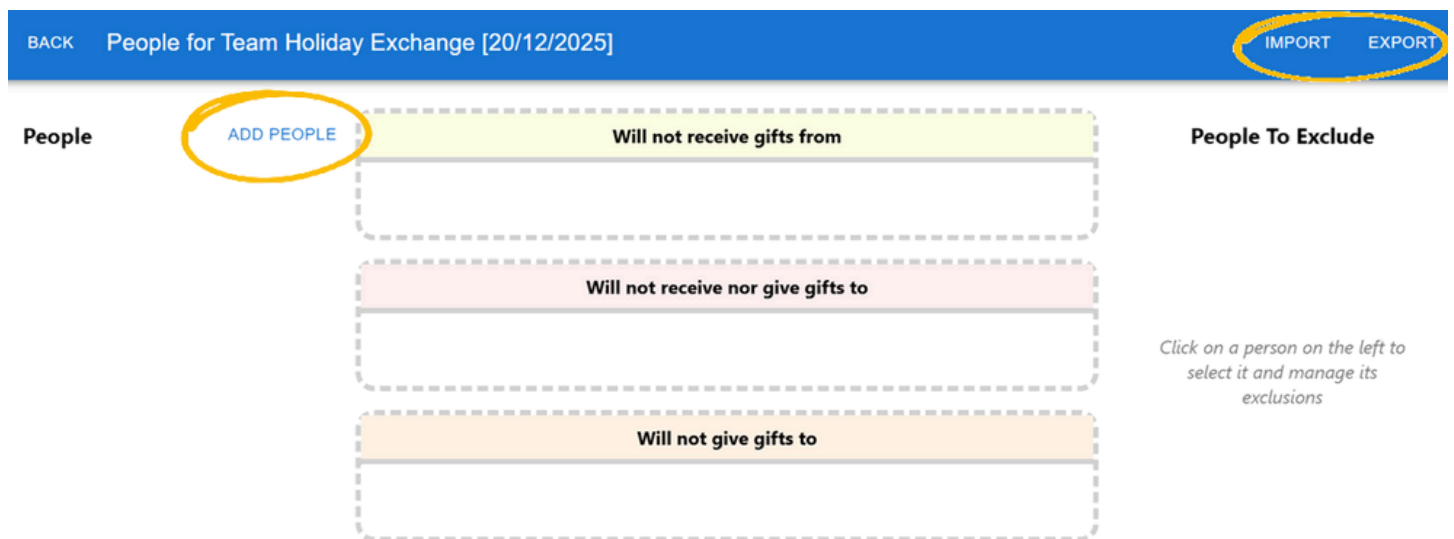 BACK People for Team Holiday Exchange [20/12/2025] IMPORT EXPORT
People ADD PEOPLE Will not receive gifts from People To Exclude
Will not receive nor give gifts to
Click on a person on the left to
select it and manage its
exclusions
Will not give gifts to